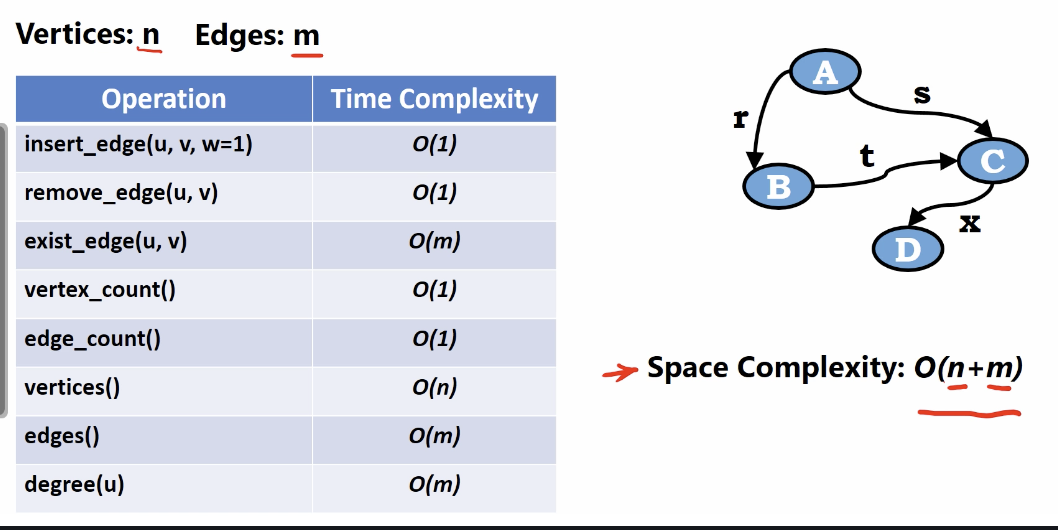 Vertices: n Edges: m
Operation Time Complexity
insert_edge(u, v, w=1) O(1)
remove_edge(u, v) O(1)
exist_edge(u, v) O(m)
vertex_count() O(1)
edge_count() O(1)
vertices() O(n)
edges() O(m)
degree(u) O(m)
A
s
r
t
C
B
x
D
Space Complexity: O(n+m)